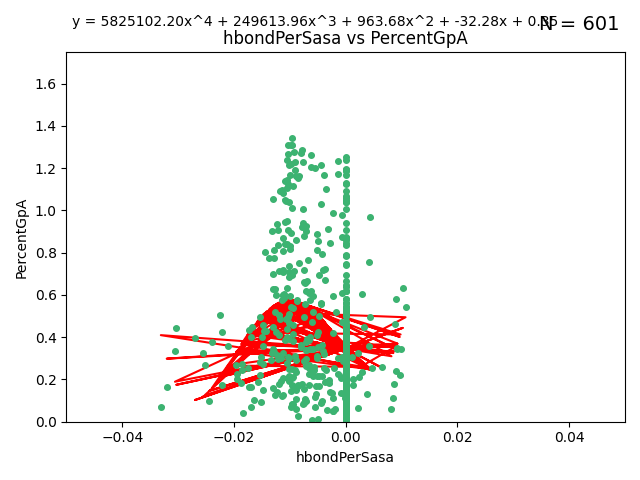 y = 5825102.20x^4 + 249613.96x^3 + 963.68x^2 + -32.28x + 
N = 601
hbondPerSasa vs PercentGpA
PercentGpA
1.6
1.4
1.2
1.0
0.8
0.6
0.4
0.2
0.0
−0.04 −0.02 0.00 0.02 0.04
hbondPerSasa